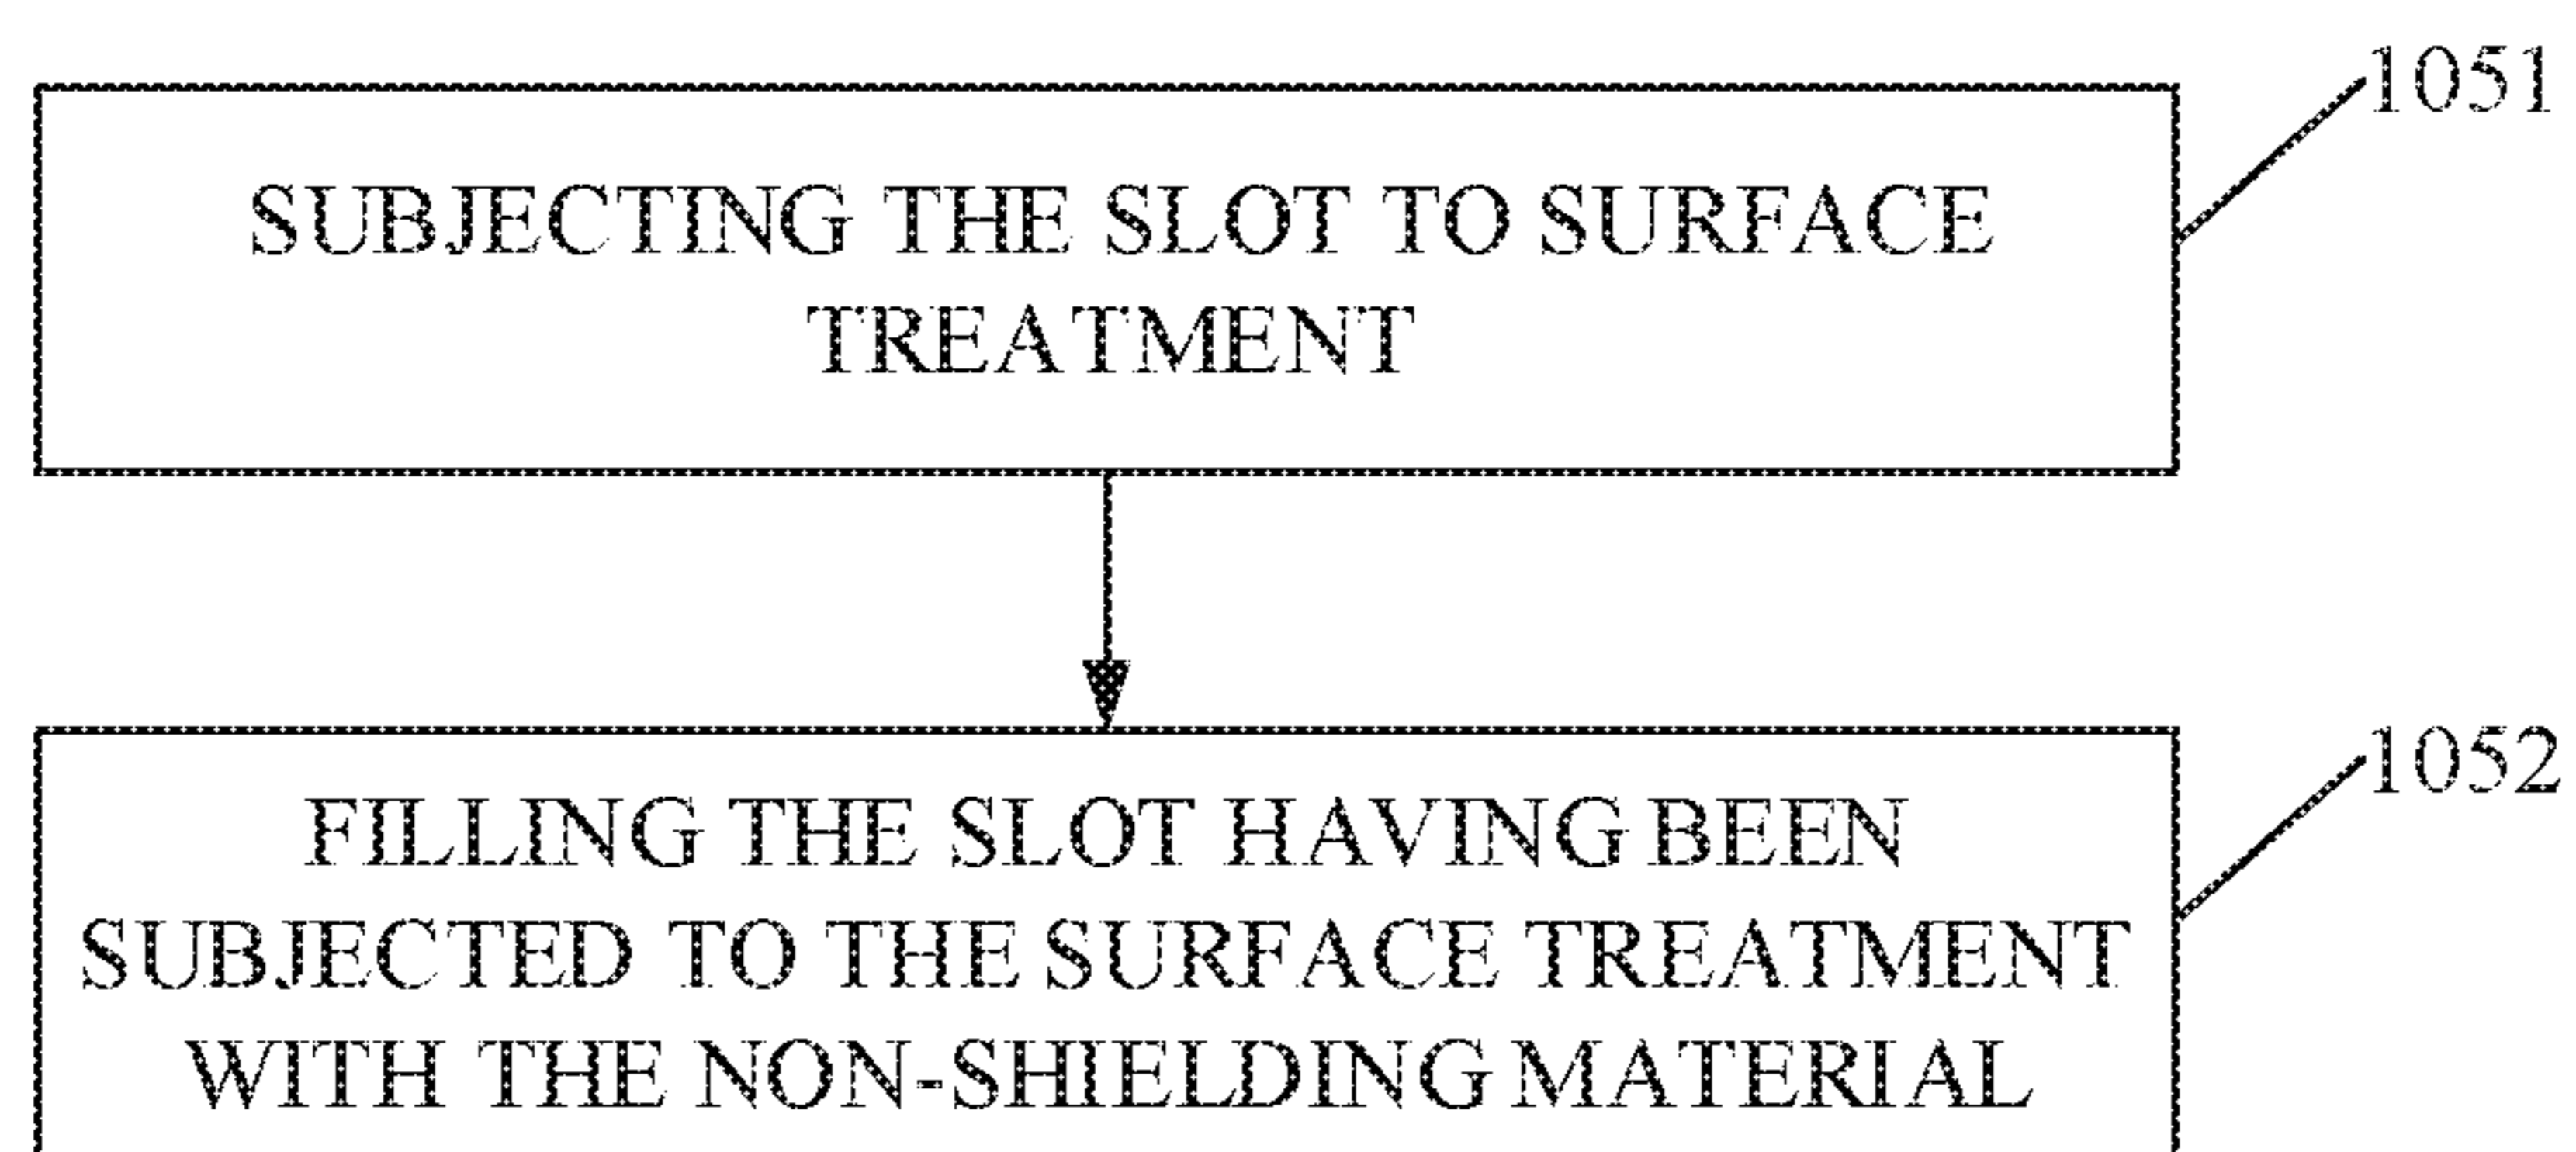 1051
SUBJECTING THE SLOT TO SURFACE
TREATMENT
1052
FILLING THE SLOT HAVING BEEN
SUBJECTED TO THE SURFACE TREATMENT
WITH THE NON-SHIELDING MATERIAL